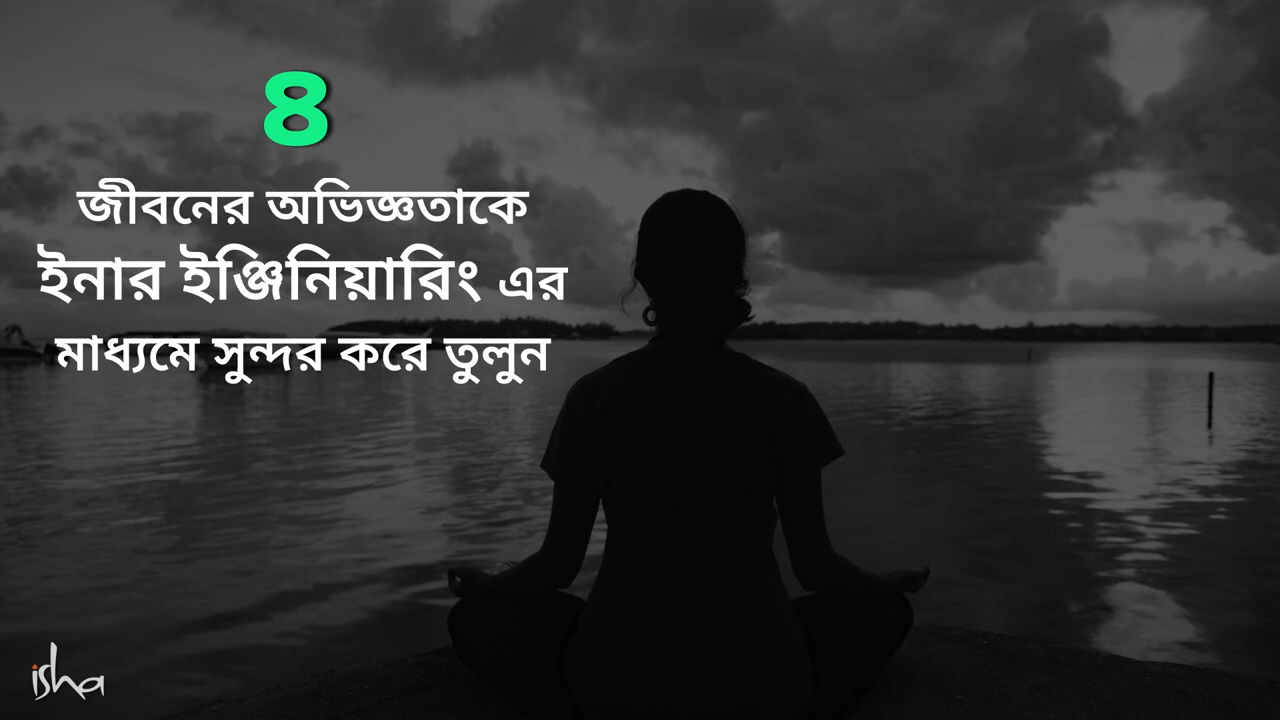 ৪
জীবনের অভিজ্ঞতাকে
ইনার ইঞ্জিনিয়ারিং এর
মাধ্যমে সুন্দর করে তুলুন
isha